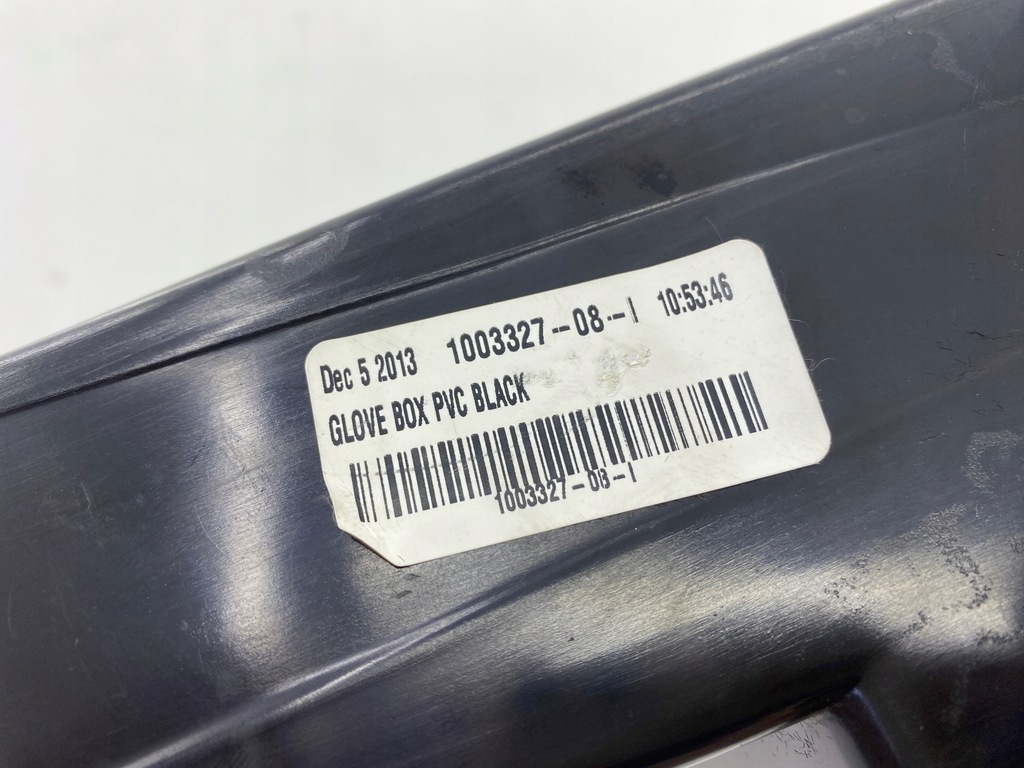 Dec 5 2013 1003327-08-I 10:53:46
GLOVE BOX PVC BLACK
1003327-08-I